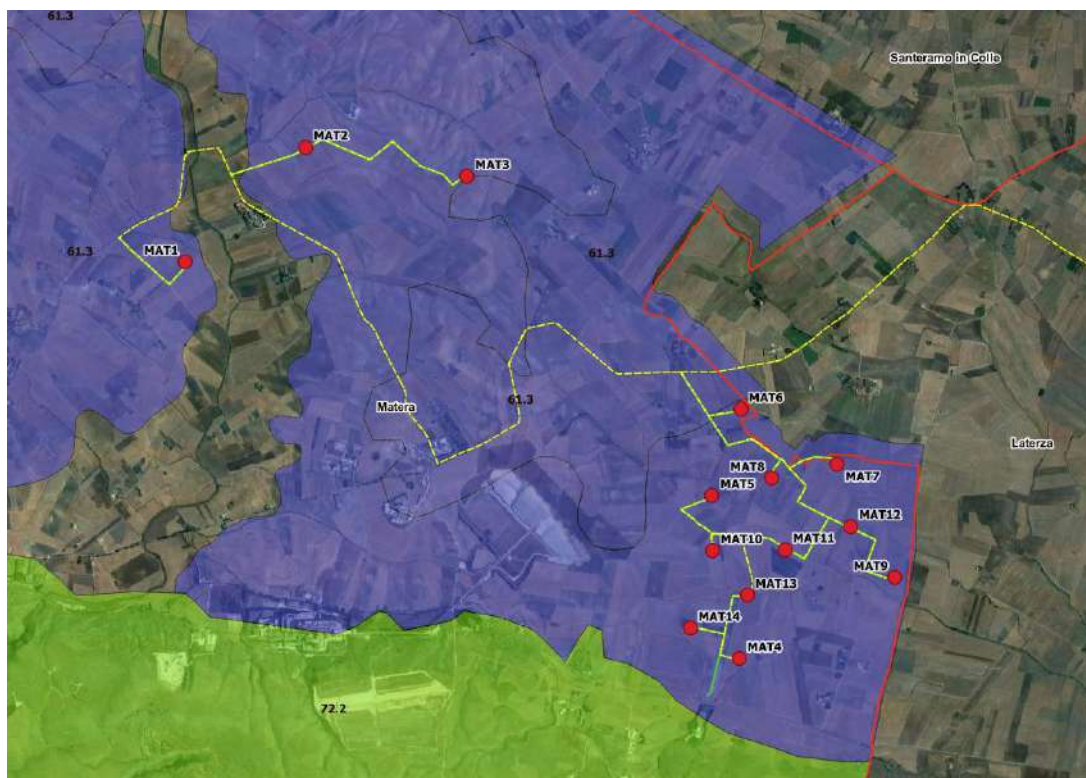 61.3
Santeramo in Colle
MAT2
MAT3
MAT1
61.3
61.3
61.3
Matera
MAT6
Laterza
MAT8
MAT7
MAT5
MAT12
MAT10
MAT11
MAT9
MAT13
MAT14
MAT4
72.2